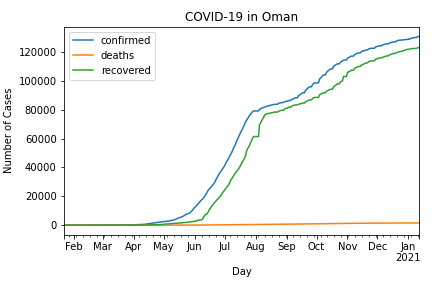 COVID-19 in Oman
confirmed
deaths
recovered
Number of Cases
120000
100000
80000
60000
40000
20000
0
Feb Mar Apr May Jun Jul Aug Sep Oct Nov Dec Jan
2021
Day